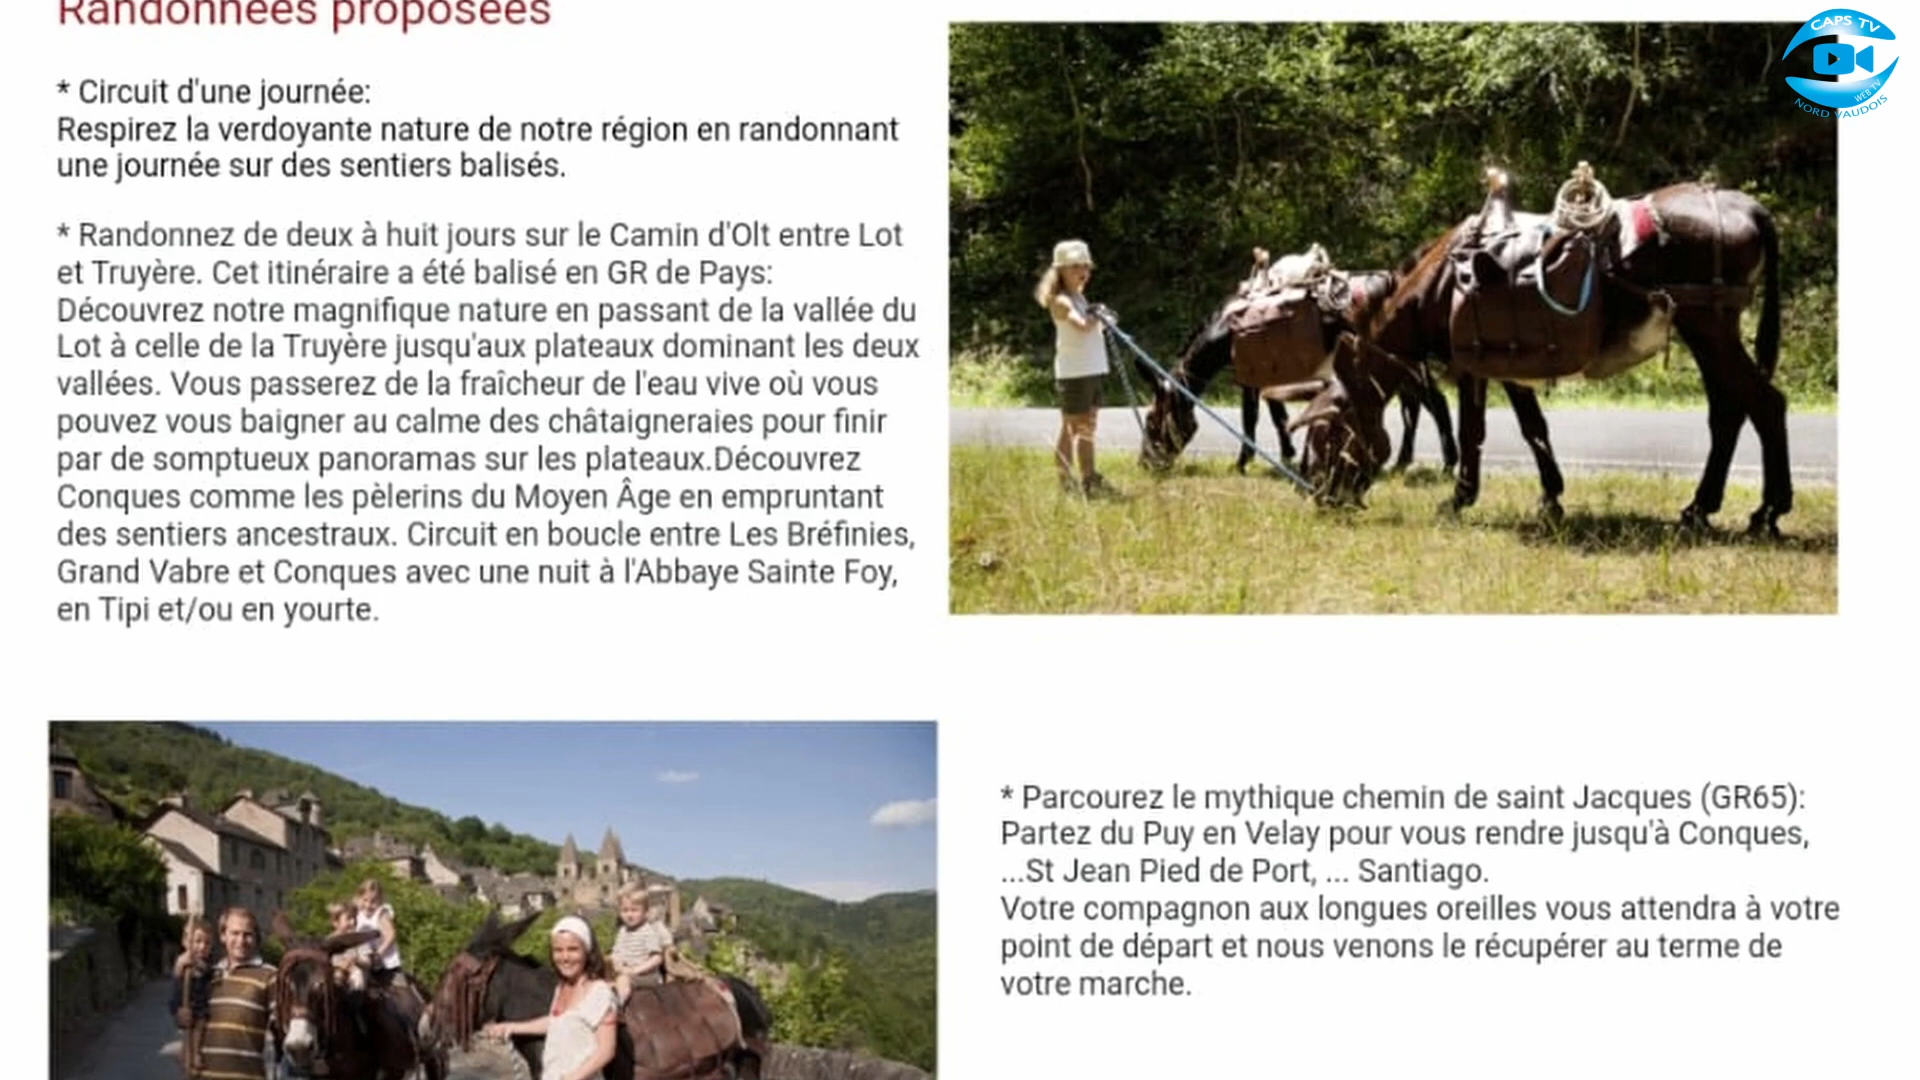 Randonnées proposées
* Circuit d'une journée:
Respirez la verdoyante nature de notre région en randonnant
une journée sur des sentiers balisés.
* Randonnez de deux à huit jours sur le Camin d'Olt entre Lot
et Truyère. Cet itinéraire a été balisé en GR de Pays:
Découvrez notre magnifique nature en passant de la vallée du
Lot à celle de la Truyère jusqu'aux plateaux dominant les deux
vallées. Vous passerez de la fraîcheur de l'eau vive où vous
pouvez vous baigner au calme des châtaigneraies pour finir
par de somptueux panoramas sur les plateaux.Découvrez
Conques comme les pèlerins du Moyen Âge en empruntant
des sentiers ancestraux. Circuit en boucle entre Les Bréfinies,
Grand Vabre et Conques avec une nuit à l'Abbaye Sainte Foy,
en Tipi et/ou en yourte.
* Parcourez le mythique chemin de saint Jacques (GR65):
Partez du Puy en Velay pour vous rendre jusqu'à Conques,
...St Jean Pied de Port, ... Santiago.
Votre compagnon aux longues oreilles vous attendra à votre
point de départ et nous venons le récupérer au terme de
votre marche.
CAPS TV
WEB TV
NORD VAUDOIS